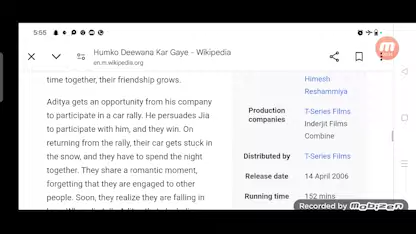 5:55
Humko Deewana Kar Gaye - Wikipedia
en.m.wikipedia.org
time together, their friendship grows.
Aditya gets an opportunity from his company
to participate in a car rally. He persuades Jia
to participate with him, and they win. On
returning from the rally, their car gets stuck in
the snow, and they have to spend the night
together. They share a romantic moment,
forgetting that they are engaged to other
people. Soon, they realize they are falling in
Himesh
Reshammiya
Production
companies
T-Series Films
Inderjit Films
Combine
Distributed by
T-Series Films
Release date
14 April 2006
Running time
152 mins
Recorded by
Mobizen